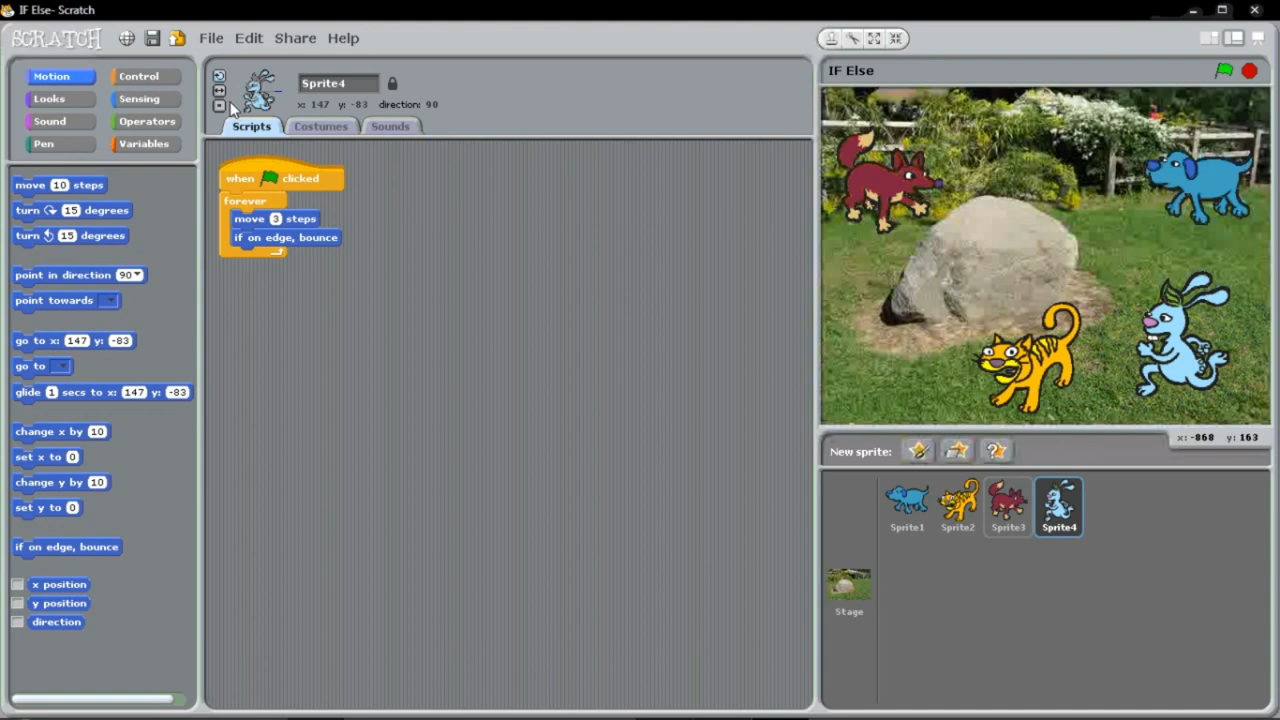 IF Else- Scratch
SCRATCH
File Edit Share Help
Motion Control
Looks Sensing
Sound Operators
Pen Variables
move 10 steps
turn 15 degrees
turn 15 degrees
point in direction 90
point towards
go to x: 147 y: -83
go to
glide 1 secs to x: 147 y: -83
change x by 10
set x to 0
change y by 10
set y to 0
if on edge, bounce
x position
y position
direction
Sprite4
x: 147 y: -83 direction: 90
Scripts Costumes Sounds
when clicked
forever
move 3 steps
if on edge, bounce
IF Else
x: -868 y: 163
New sprite:
Sprite1 Sprite2 Sprite3 Sprite4
Stage